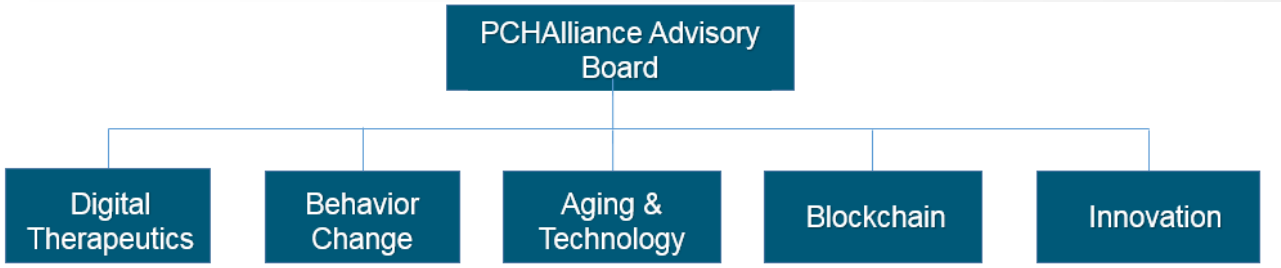 PCHAlliance Advisory
Board
Digital
Therapeutics
Behavior
Change
Aging &
Technology
Blockchain
Innovation